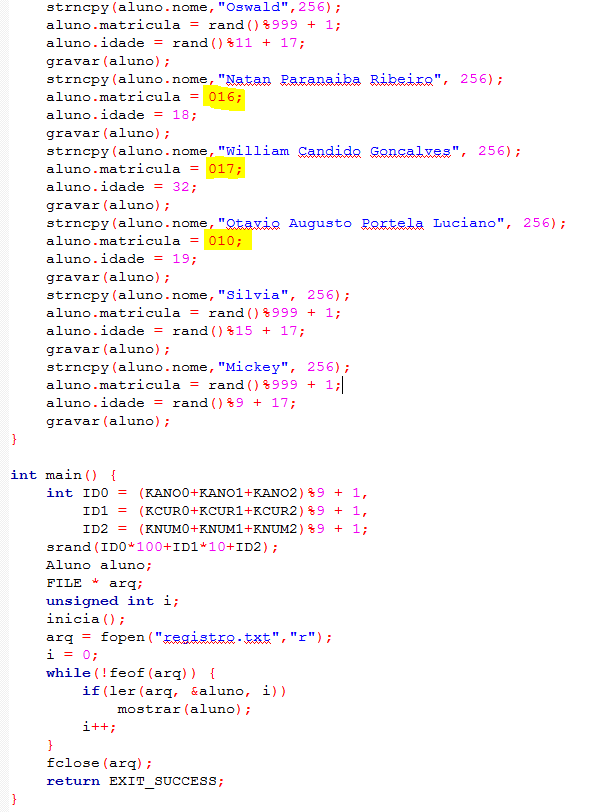 strncpy(aluno.nome,"Oswald",256);
aluno.matricula = rand()%999 + 1;
aluno.idade = rand()%11 + 17;
gravar(aluno);
strncpy(aluno.nome,"Natan Paranaiba Ribeiro", 256);
aluno.matricula = 016;
aluno.idade = 18;
gravar(aluno);
strncpy(aluno.nome,"William Candido Goncalves", 256);
aluno.matricula = 017;
aluno.idade = 32;
gravar(aluno);
strncpy(aluno.nome,"Otavio Augusto Portela Luciano", 256);
aluno.matricula = 010;
aluno.idade = 19;
gravar(aluno);
strncpy(aluno.nome,"Silvia", 256);
aluno.matricula = rand()%999 + 1;
aluno.idade = rand()%15 + 17;
gravar(aluno);
strncpy(aluno.nome,"Mickey", 256);
aluno.matricula = rand()%999 + 1;
aluno.idade = rand()%9 + 17;
gravar(aluno);
}
int main() {
int ID0 = (KANO0+KANO1+KANO2)%9 + 1,
ID1 = (KCUR0+KCUR1+KCUR2)%9 + 1,
ID2 = (KNUM0+KNUM1+KNUM2)%9 + 1;
srand(ID0*100+ID1*10+ID2);
Aluno aluno;
FILE * arq;
unsigned int i;
inicia();
arq = fopen("registro.txt","r");
i = 0;
while(!feof(arq)) {
if(ler(arq, &aluno, i))
mostrar(aluno);
i++;
}
fclose(arq);
return EXIT_SUCCESS;
}